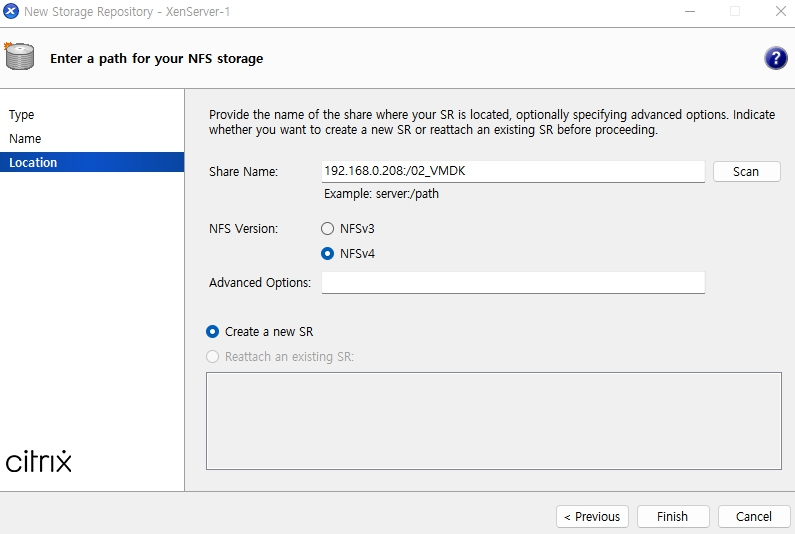 New Storage Repository - XenServer-1
Enter a path for your NFS storage
?
Type
Name
Location
Provide the name of the share where your SR is located, optionally specifying advanced options. Indicate
whether you want to create a new SR or reattach an existing SR before proceeding.
Share Name: 192.168.0.208:/02_VMDK Scan
Example: server:/path
NFS Version: NFSv3
NFSv4
Advanced Options:
Create a new SR
Reattach an existing SR:
citrix
< Previous Finish Cancel